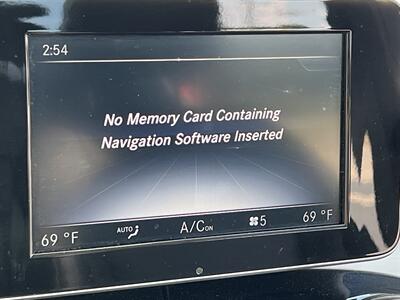 2:54
No Memory Card Containing
Navigation Software Inserted
69 °F AUTO A/C ON 5 69 °F